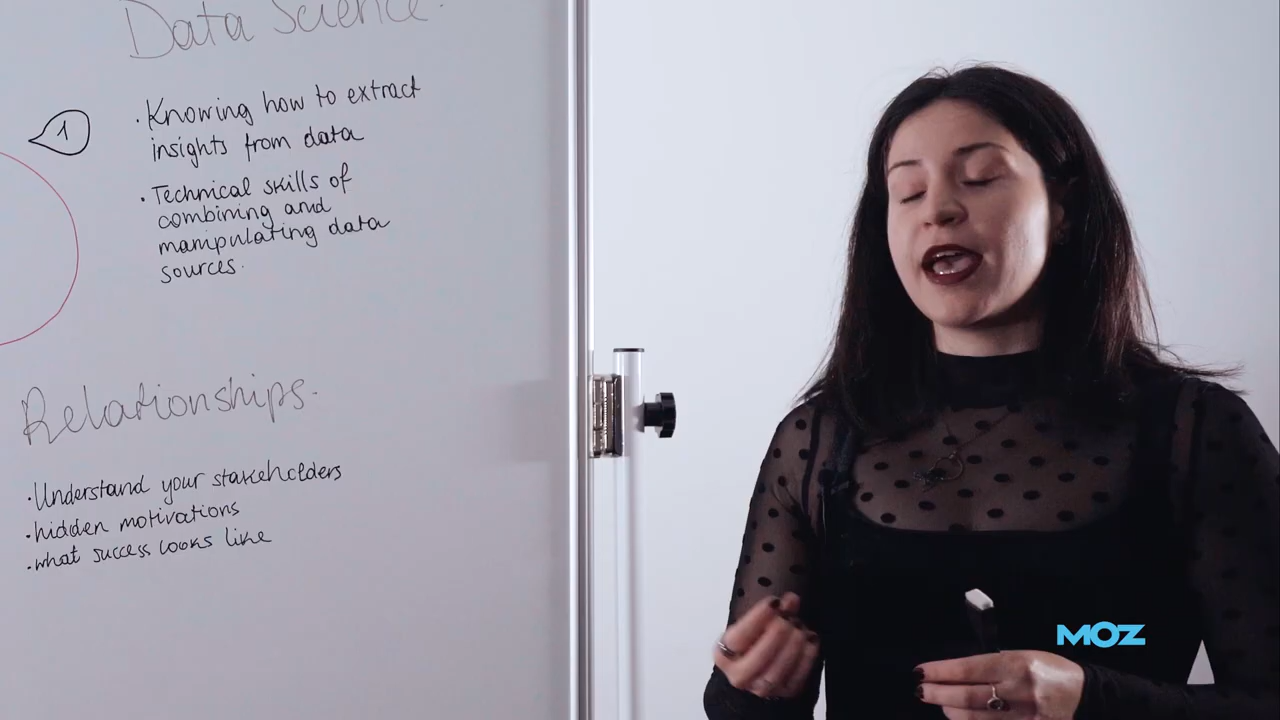 Data Science.
1
· Knowing how to extract
insights from data
· Technical skills of
combining and
manipulating data
sources.
Relationships.
· Understand your stakeholders
· hidden motivations
· what success looks like
MOZ